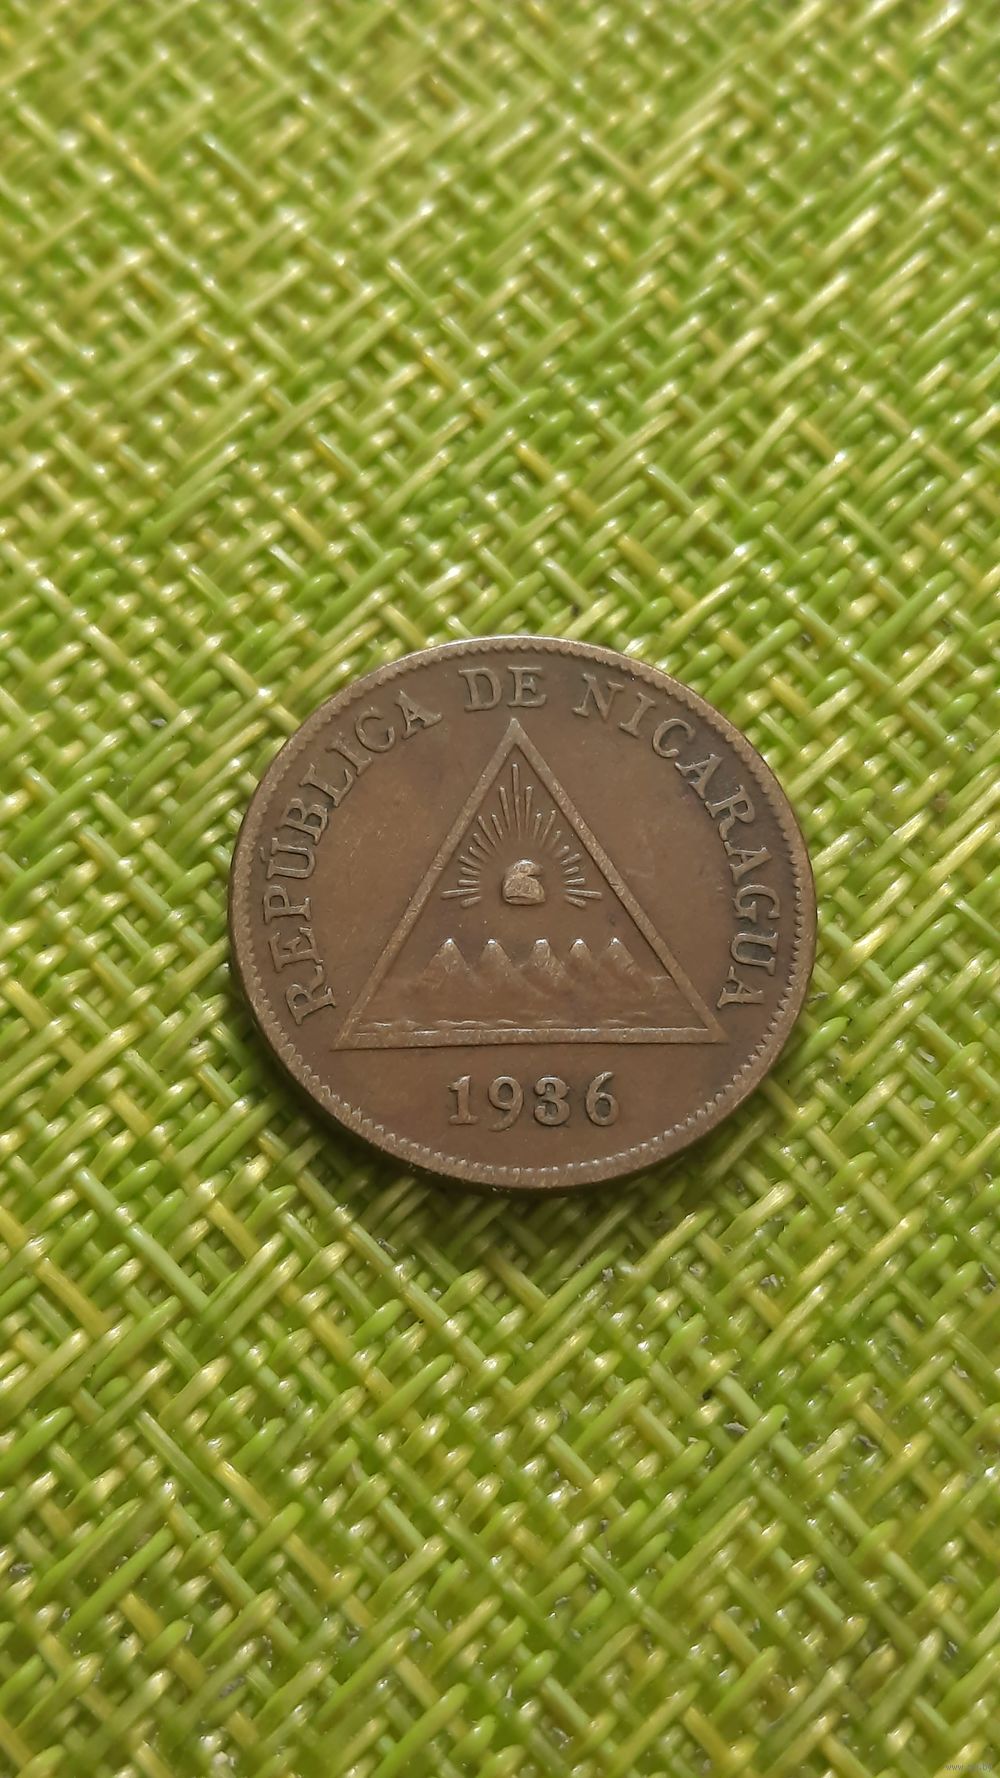 REPÚBLICA DE NICARAGUA
1936